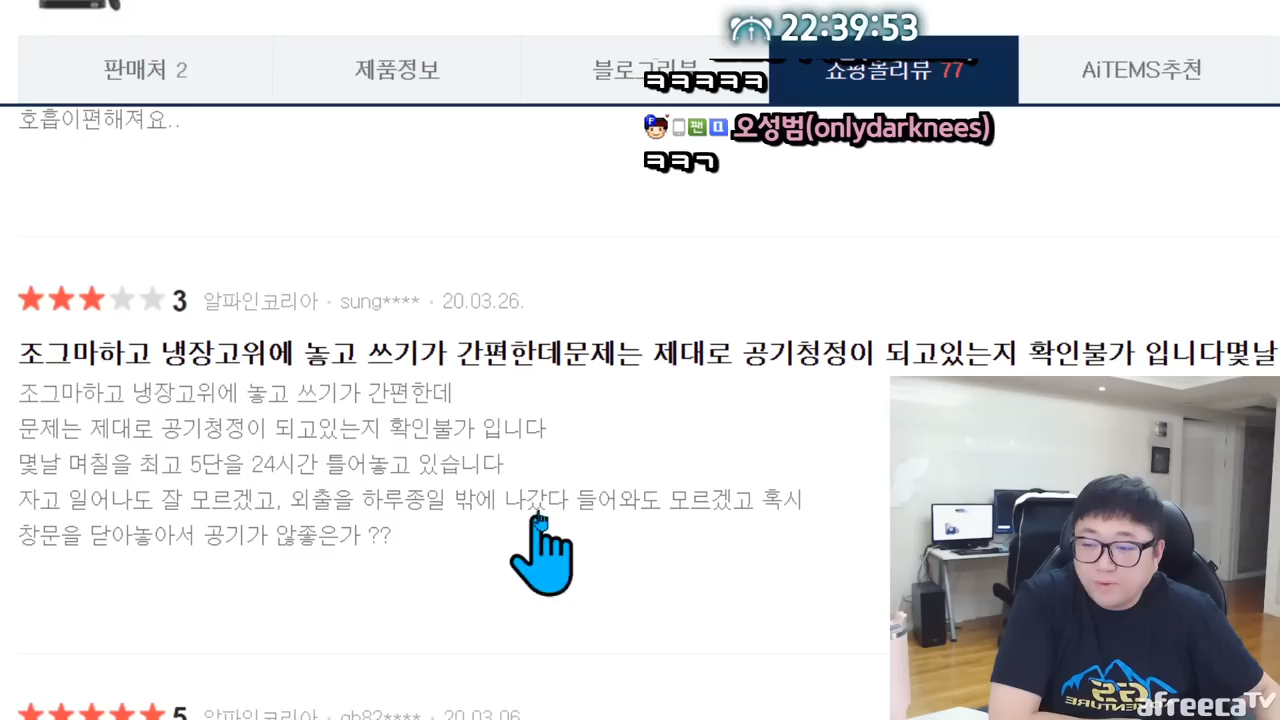 22:39:53
판매처 2
제품정보
블로그리뷰
쇼핑몰리뷰 77
AiTEMS추천
ㅋㅋㅋㅋㅋ
호흡이편해져요..
오성범(onlydarknees)
ㅋㅋㄱ
3 알파인코리아 · sung**** · 20.03.26.
조그마하고 냉장고위에 놓고 쓰기가 간편한데문제는 제대로 공기청정이 되고있는지 확인불가 입니다몇날
조그마하고 냉장고위에 놓고 쓰기가 간편한데
문제는 제대로 공기청정이 되고있는지 확인불가 입니다
몇날 며칠을 최고 5단을 24시간 틀어놓고 있습니다
자고 일어나도 잘 모르겠고, 외출을 하루종일 밖에 나갔다 들어와도 모르겠고 혹시
창문을 닫아놓아서 공기가 않좋은가 ??
5 알파인코리아 · gb82**** · 20.03.06.
afreecaTV